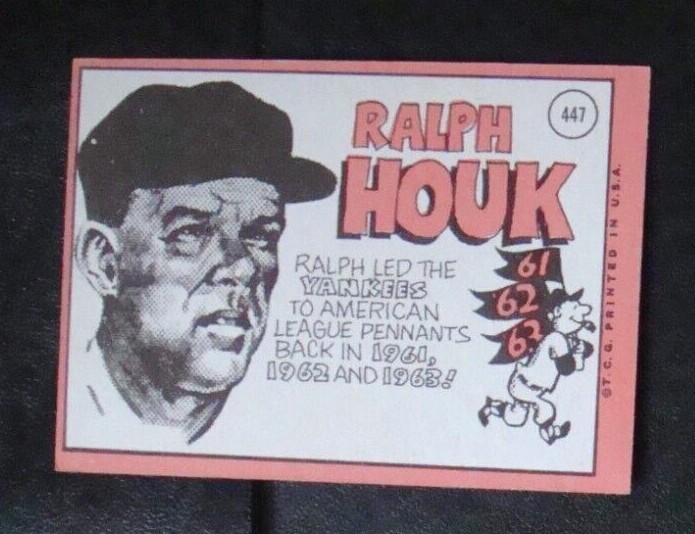 447
RALPH
HOUK
RALPH LED THE
YANKEES
TO AMERICAN
LEAGUE PENNANTS
BACK IN 1961,
1962 AND 1963!
'61
'62
'63
©T.C.G. PRINTED IN U.S.A.